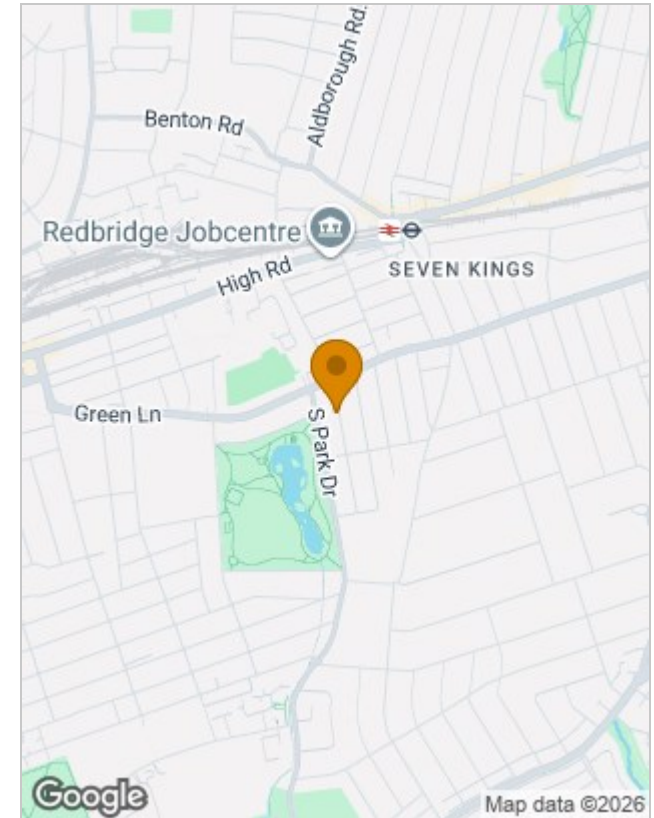 Aldborough Rd.
Benton Rd
Redbridge Jobcentre
High Rd
SEVEN KINGS
Green Ln
S Park Dr
Google
Map data ©2026